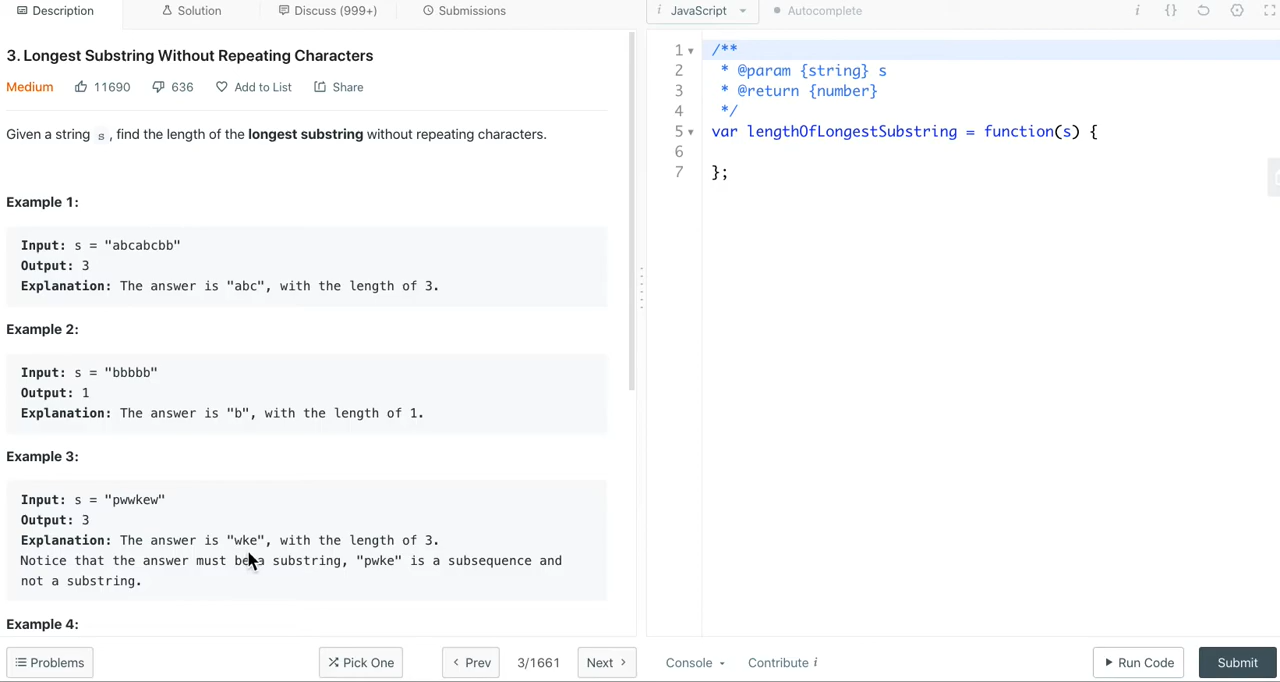 Description
Solution
Discuss (999+)
Submissions
i JavaScript
Autocomplete
i {}
3. Longest Substring Without Repeating Characters
Medium 11690 636 Add to List Share
Given a string s , find the length of the longest substring without repeating characters.
Example 1:
Input: s = "abcabcbb"
Output: 3
Explanation: The answer is "abc", with the length of 3.
Example 2:
Input: s = "bbbbb"
Output: 1
Explanation: The answer is "b", with the length of 1.
Example 3:
Input: s = "pwwkew"
Output: 3
Explanation: The answer is "wke", with the length of 3.
Notice that the answer must be a substring, "pwke" is a subsequence and
not a substring.
Example 4:
1 /**
2 * @param {string} s
3 * @return {number}
4 */
5 var lengthOfLongestSubstring = function(s) {
6
7 };
Problems
Pick One
< Prev
3/1661
Next >
Console
Contribute i
Run Code
Submit